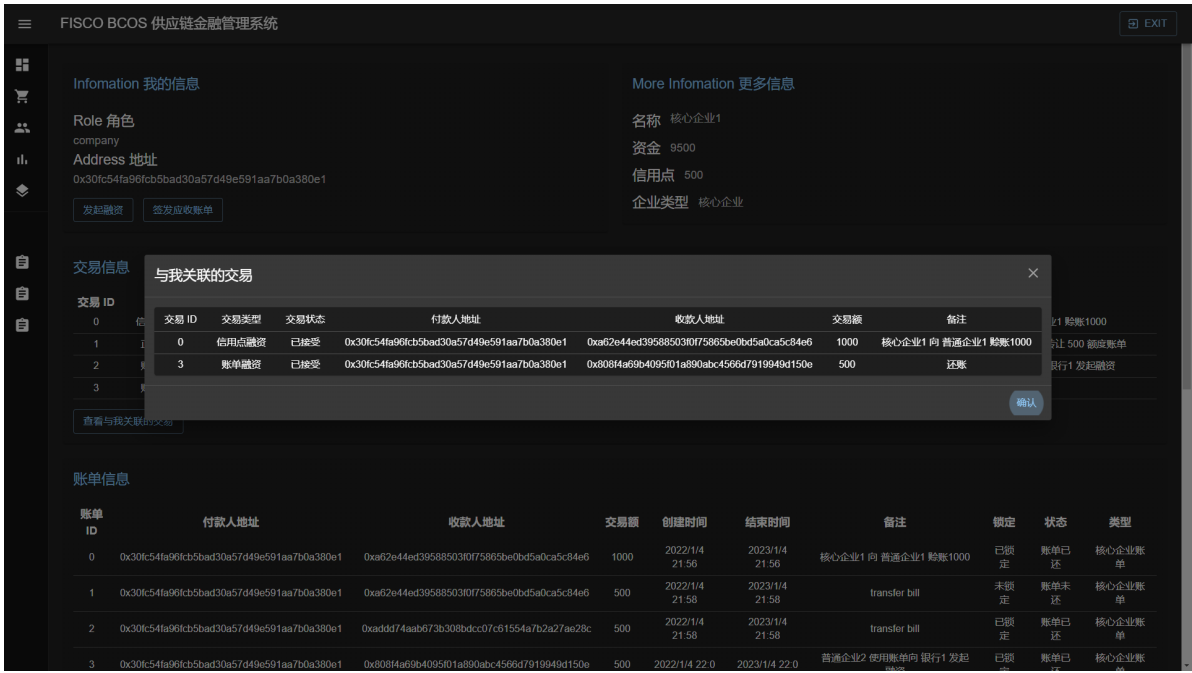 FISCO BCOS 供应链金融管理系统
EXIT
Infomation 我的信息
Role 角色
company
Address 地址
0x30fc54fa96fcb5bad30a57d49e591aa7b0a380e1
发起融资 签发应收账单
More Infomation 更多信息
名称 核心企业1
资金 9500
信用点 500
企业类型 核心企业
交易信息
交易 ID
0 信
1
2
3
业1 赊账1000
让 500 额度账单
银行1 发起融资
查看与我关联的交易
与我关联的交易
交易 ID 交易类型 交易状态 付款人地址 收款人地址 交易额 备注
0 信用点融资 已接受 0x30fc54fa96fcb5bad30a57d49e591aa7b0a380e1 0xa62e44ed39588503f0f75865be0bd5a0ca5c84e6 1000 核心企业1 向 普通企业1 赊账1000
3 账单融资 已接受 0x30fc54fa96fcb5bad30a57d49e591aa7b0a380e1 0x808f4a69b4095f01a890abc4566d7919949d150e 500 还账
确认
账单信息
账单 ID 付款人地址 收款人地址 交易额 创建时间 结束时间 备注 锁定 状态 类型
0 0x30fc54fa96fcb5bad30a57d49e591aa7b0a380e1 0xa62e44ed39588503f0f75865be0bd5a0ca5c84e6 1000 2022/1/4 21:56 2023/1/4 21:56 核心企业1 向 普通企业1 赊账1000 已锁定 账单已还 核心企业账单
1 0x30fc54fa96fcb5bad30a57d49e591aa7b0a380e1 0xa62e44ed39588503f0f75865be0bd5a0ca5c84e6 500 2022/1/4 21:58 2023/1/4 21:58 transfer bill 未锁定 账单未还 核心企业账单
2 0x30fc54fa96fcb5bad30a57d49e591aa7b0a380e1 0xaddd74aab673b308bdcc07c61554a7b2a27ae28c 500 2022/1/4 21:58 2023/1/4 21:58 transfer bill 已锁定 账单已还 核心企业账单
3 0x30fc54fa96fcb5bad30a57d49e591aa7b0a380e1 0x808f4a69b4095f01a890abc4566d7919949d150e 500 2022/1/4 22:0 2023/1/4 22:0 普通企业2 使用账单向 银行1 发起融资 已锁定 账单已还 核心企业账单